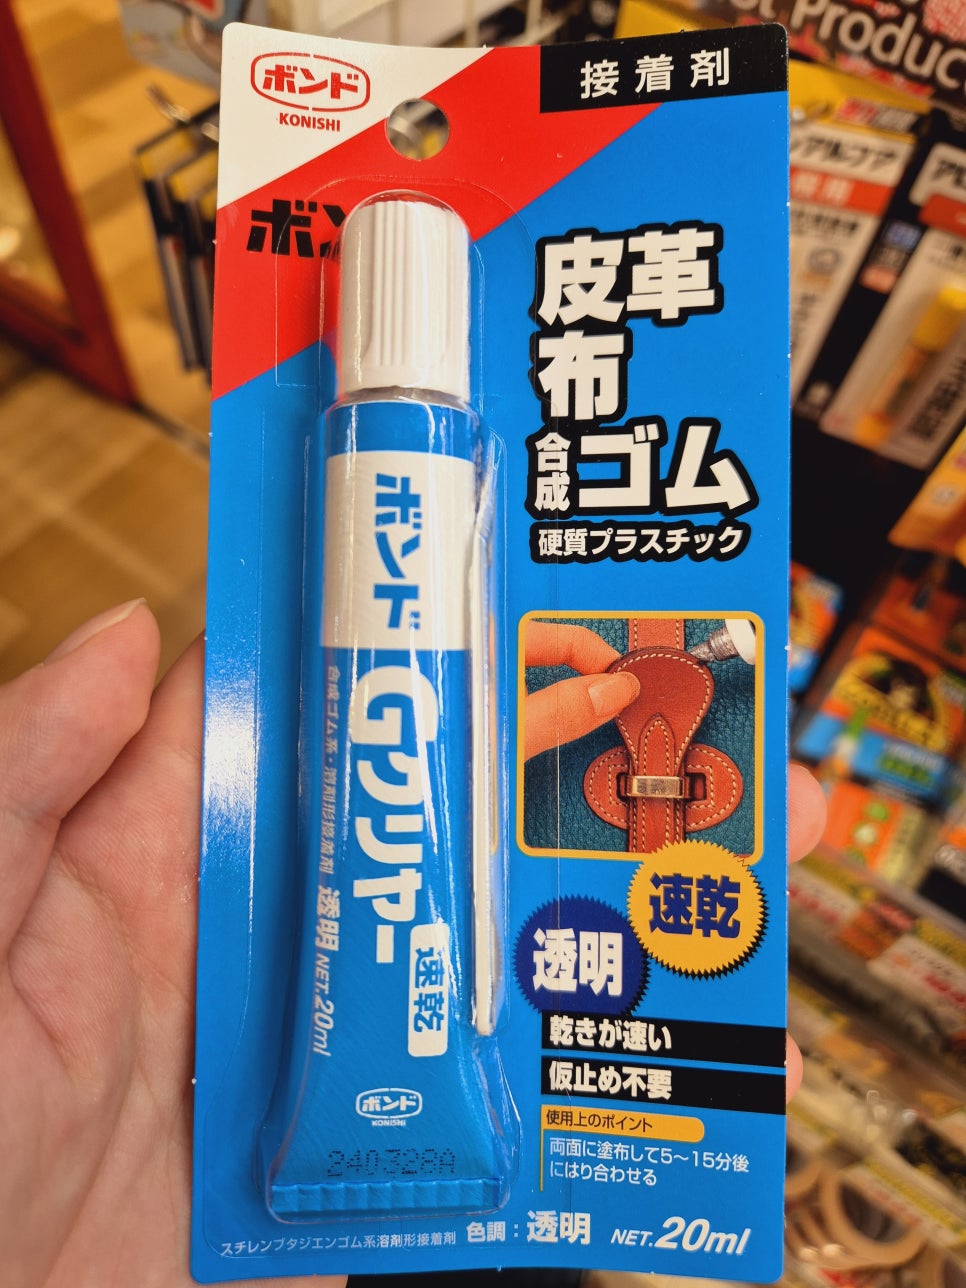 ボンド
KONISHI
接着剤
皮革
布
合成ゴム
硬質プラスチック
ボンド
Gクリヤー
速乾
合成ゴム系・溶剤形接着剤
透明 NET.20ml
ボンド
KONISHI
240328A
速乾
透明
乾きが速い
仮止め不要
使用上のポイント
両面に塗布して5〜15分後
にはり合わせる
スチレンブタジエンゴム系溶剤形接着剤
色調：透明
NET.20ml